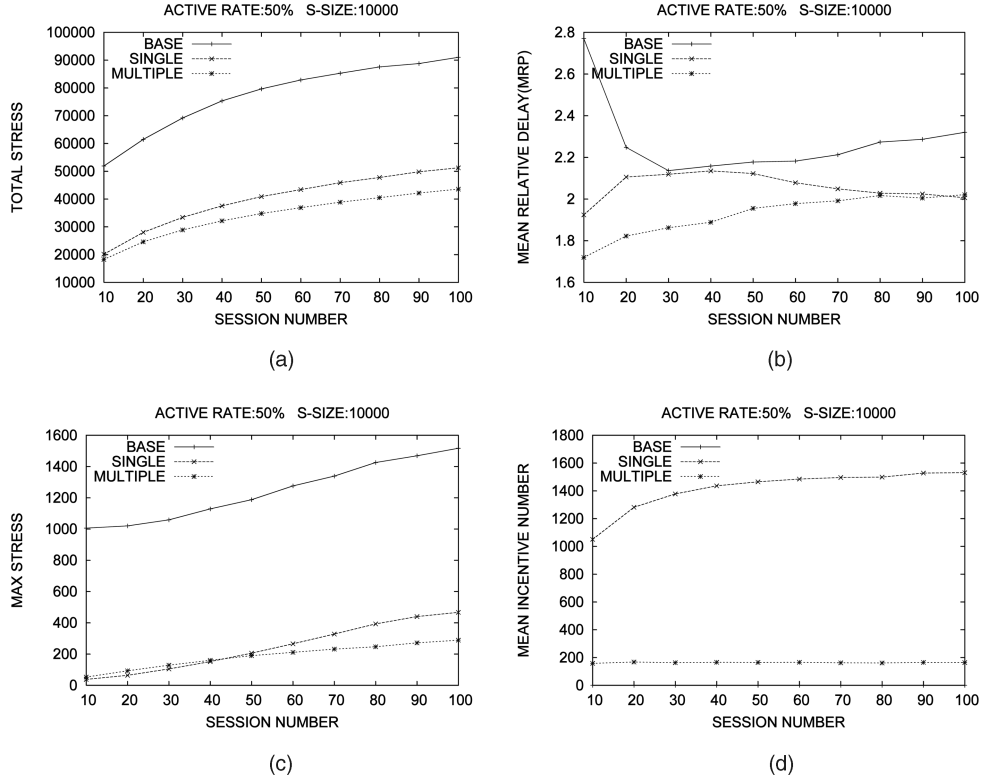 ACTIVE RATE:50% S-SIZE:10000
100000
90000
80000
70000
60000
50000
40000
30000
20000
10000
TOTAL STRESS
BASE
SINGLE
MULTIPLE
10 20 30 40 50 60 70 80 90 100
SESSION NUMBER
(a)
ACTIVE RATE:50% S-SIZE:10000
2.8
2.6
2.4
2.2
2
1.8
1.6
MEAN RELATIVE DELAY(MRP)
BASE
SINGLE
MULTIPLE
10 20 30 40 50 60 70 80 90 100
SESSION NUMBER
(b)
ACTIVE RATE:50% S-SIZE:10000
1600
1400
1200
1000
800
600
400
200
0
MAX STRESS
BASE
SINGLE
MULTIPLE
10 20 30 40 50 60 70 80 90 100
SESSION NUMBER
(c)
ACTIVE RATE:50% S-SIZE:10000
1800
1600
1400
1200
1000
800
600
400
200
0
MEAN INCENTIVE NUMBER
BASE
SINGLE
MULTIPLE
10 20 30 40 50 60 70 80 90 100
SESSION NUMBER
(d)